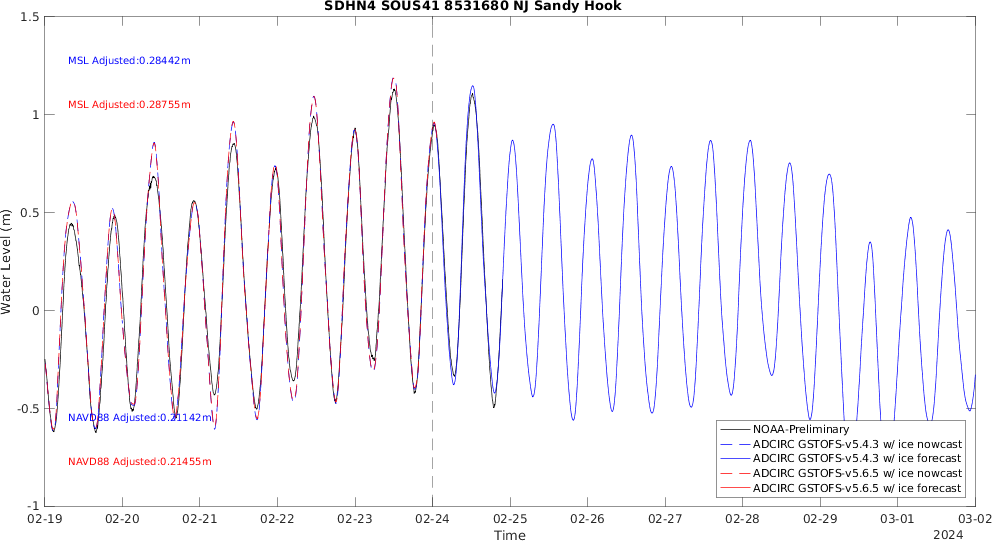 SDHN4 SOUS41 8531680 NJ Sandy Hook
1.5
MSL Adjusted:0.28442m
MSL Adjusted:0.28755m
1
0.5
Water Level (m)
0
-0.5
NAVD88 Adjusted:0.21142m
NAVD88 Adjusted:0.21455m
NOAA-Preliminary
ADCIRC GSTOFS-v5.4.3 w/ ice nowcast
ADCIRC GSTOFS-v5.4.3 w/ ice forecast
ADCIRC GSTOFS-v5.6.5 w/ ice nowcast
ADCIRC GSTOFS-v5.6.5 w/ ice forecast
-1
02-19 02-20 02-21 02-22 02-23 02-24 02-25 02-26 02-27 02-28 02-29 03-01 03-02
Time
2024